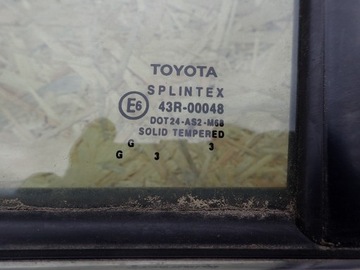 TOYOTA
SPLINTEX
E6 43R-00048
DOT24-AS2-M68
SOLID TEMPERED
G 3
G 3